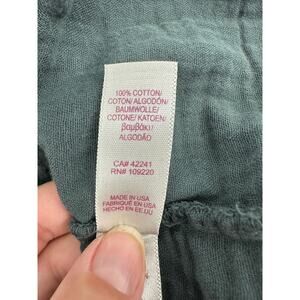 100% COTTON/
COTON/ ALGODÓN/
BAUMWOLLE/
COTONE/ KATOEN/
βαμβάκι/
ALGODÃO
CA# 42241
RN# 109220
MADE IN USA
FABRIQUÉ EN USA
HECHO EN EE.UU